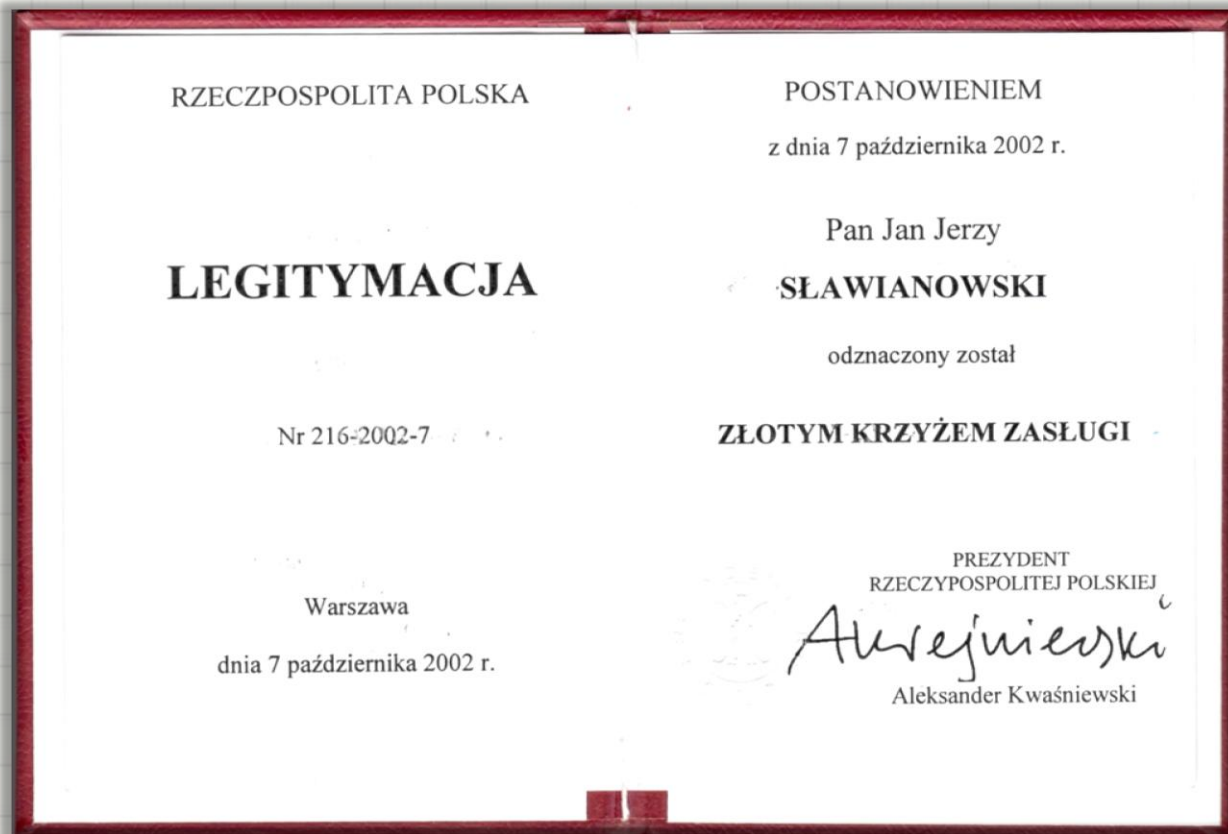 RZECZPOSPOLITA POLSKA
LEGITYMACJA
Nr 216-2002-7
Warszawa
dnia 7 października 2002 r.
POSTANOWIENIEM
z dnia 7 października 2002 r.
Pan Jan Jerzy
SŁAWIANOWSKI
odznaczony został
ZŁOTYM KRZYŻEM ZASŁUGI
PREZYDENT
RZECZYPOSPOLITEJ POLSKIEJ
Aleksander Kwaśniewski